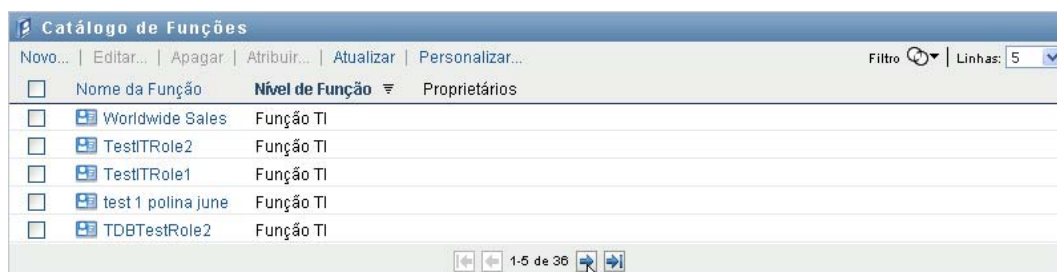 Catálogo de Funções
Novo... | Editar... | Apagar | Atribuir... | Atualizar | Personalizar... Filtro | Linhas: 5
Nome da Função Nível de Função Proprietários
Worldwide Sales Função TI
TestITRole2 Função TI
TestITRole1 Função TI
test 1 polina june Função TI
TDBTestRole2 Função TI
1-5 de 36